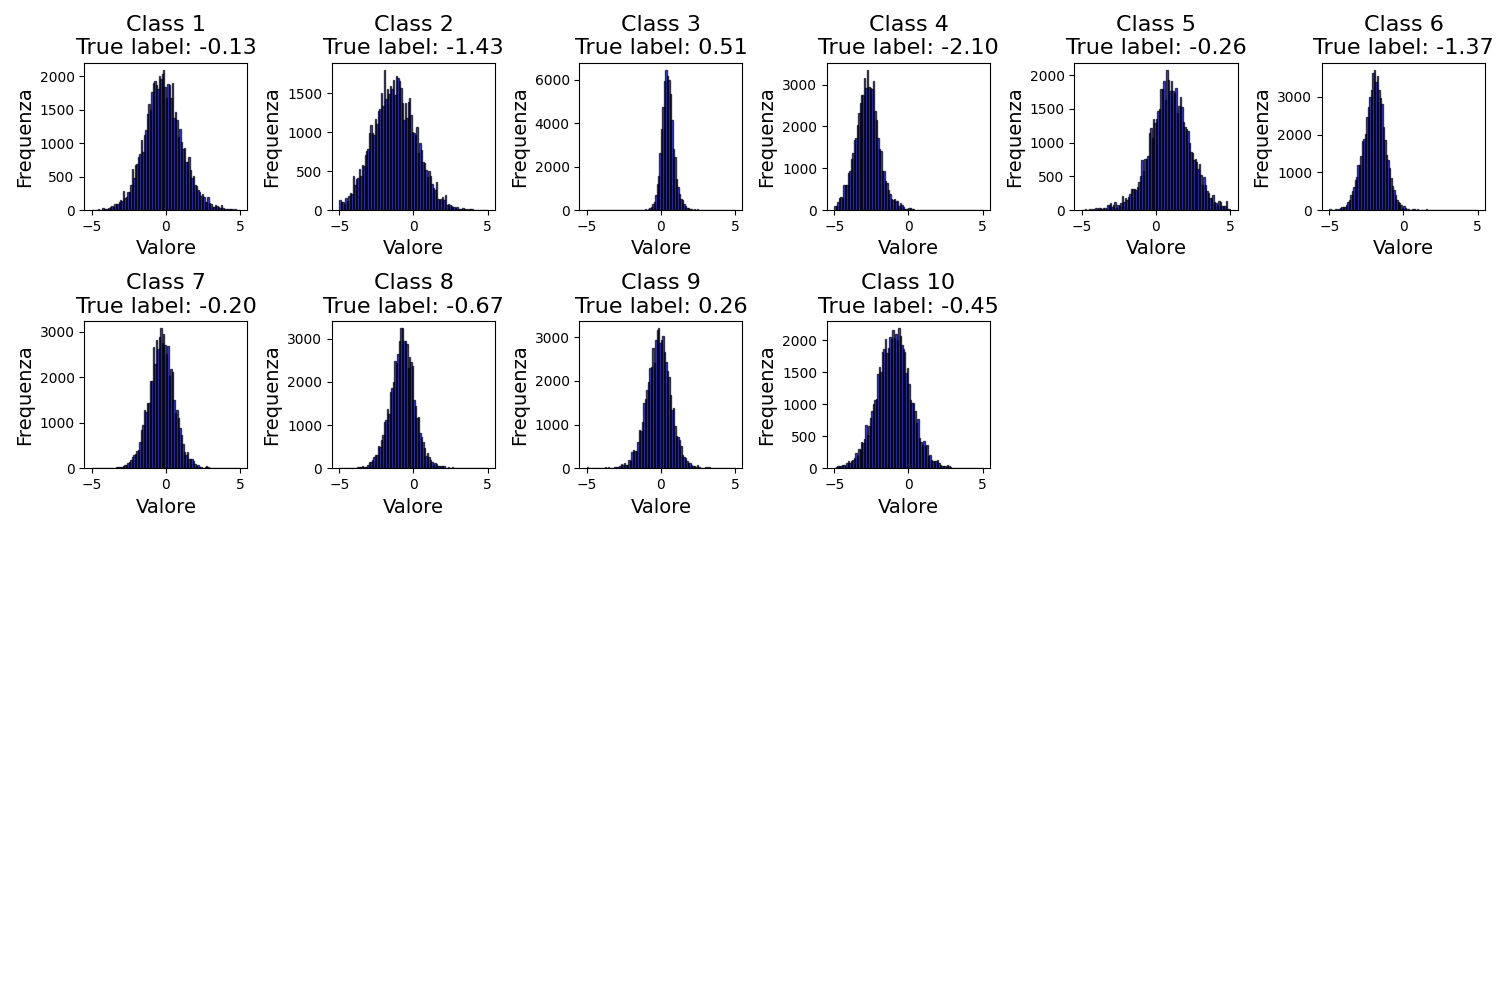 Class 1
True label: -0.13
Class 2
True label: -1.43
Class 3
True label: 0.51
Class 4
True label: -2.10
Class 5
True label: -0.26
Class 6
True label: -1.37
Frequenza
2000
1500
1000
500
0
−5
0
5
Valore
Frequenza
1500
1000
500
0
−5
0
5
Valore
Frequenza
6000
4000
2000
0
−5
0
5
Valore
Frequenza
3000
2000
1000
0
−5
0
5
Valore
Frequenza
2000
1500
1000
500
0
−5
0
5
Valore
Frequenza
3000
2000
1000
0
−5
0
5
Valore
Class 7
True label: -0.20
Class 8
True label: -0.67
Class 9
True label: 0.26
Class 10
True label: -0.45
Frequenza
3000
2000
1000
0
−5
0
5
Valore
Frequenza
3000
2000
1000
0
−5
0
5
Valore
Frequenza
3000
2000
1000
0
−5
0
5
Valore
Frequenza
2000
1500
1000
500
0
−5
0
5
Valore